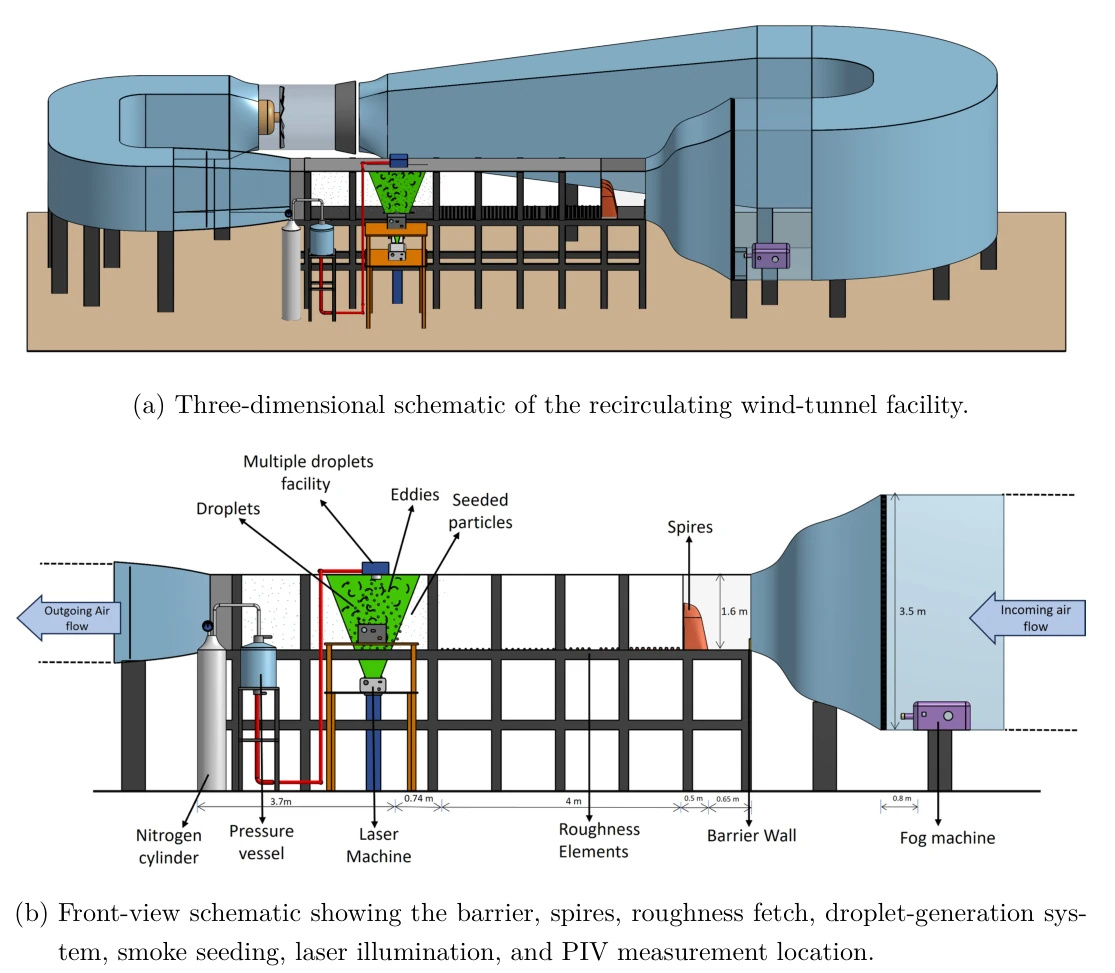 (a) Three-dimensional schematic of the recirculating wind-tunnel facility.
Multiple droplets
facility
Droplets
Eddies
Seeded
particles
Spires
Outgoing Air
flow
1.6 m
3.5 m
Incoming air
flow
3.7m
0.74 m
4 m
0.5 m
0.65 m
0.8 m
Nitrogen
cylinder
Pressure
vessel
Laser
Machine
Roughness
Elements
Barrier Wall
Fog machine
(b) Front-view schematic showing the barrier, spires, roughness fetch, droplet-generation sys-
tem, smoke seeding, laser illumination, and PIV measurement location.